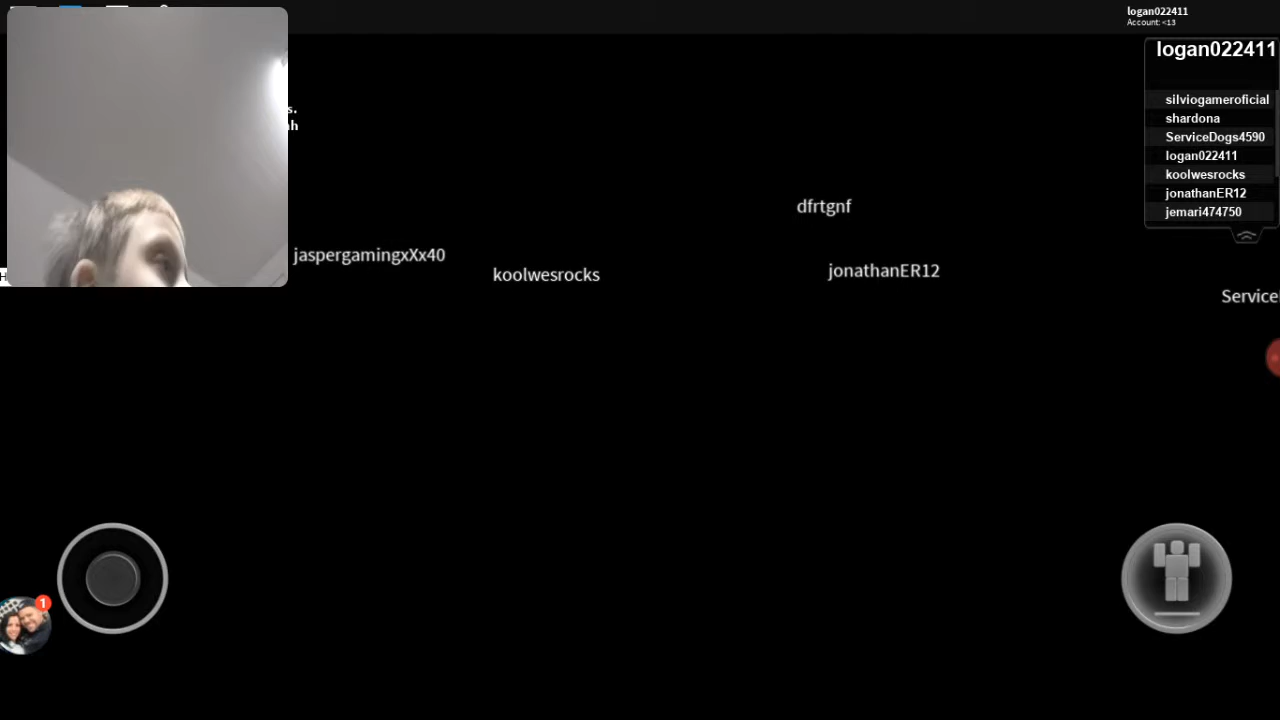 logan022411
Account: <13
logan022411
silviogameroficial
shardona
ServiceDogs4590
logan022411
koolwesrocks
jonathanER12
jemari474750
s.
h
dfrtgnf
jaspergamingxXx40
koolwesrocks
jonathanER12
Service
H
1